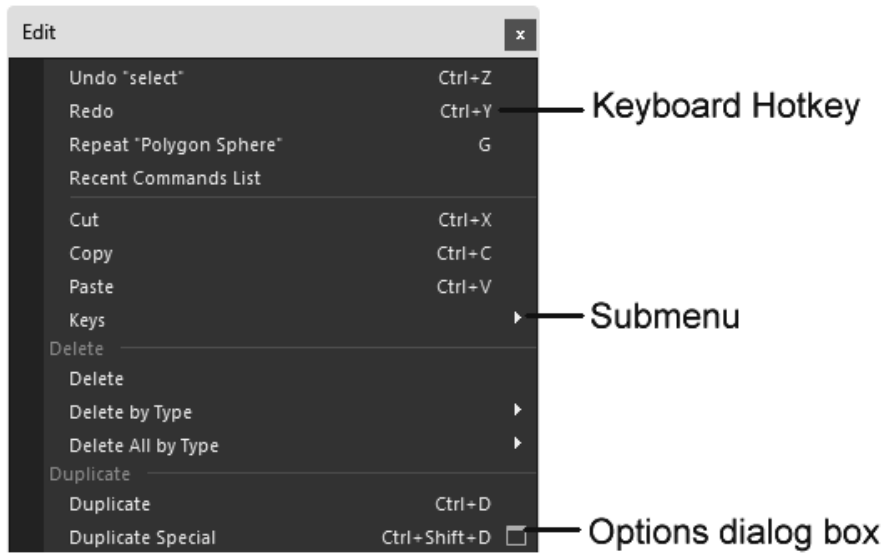 Edit x
Undo "select" Ctrl+Z
Redo Ctrl+Y Keyboard Hotkey
Repeat "Polygon Sphere" G
Recent Commands List
Cut Ctrl+X
Copy Ctrl+C
Paste Ctrl+V
Keys Submenu
Delete
Delete
Delete by Type
Delete All by Type
Duplicate
Duplicate Ctrl+D
Duplicate Special Ctrl+Shift+D Options dialog box